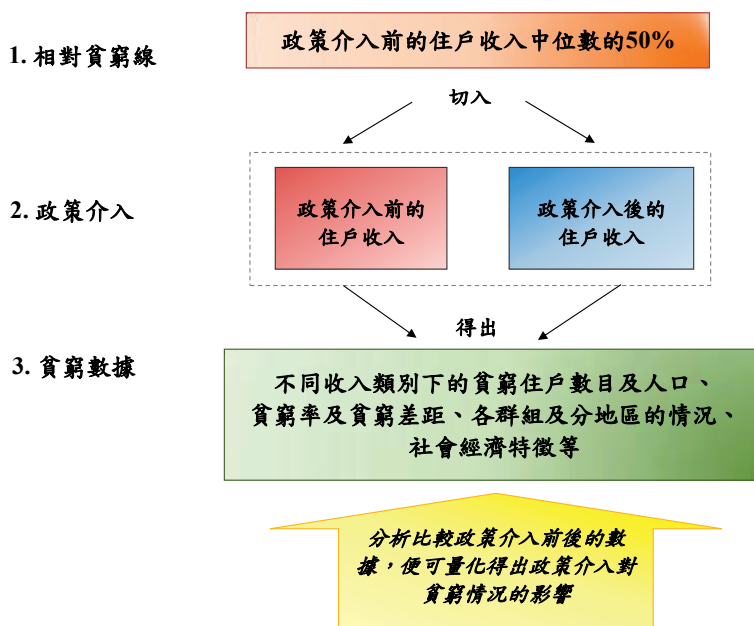 1. 相對貧窮線
政策介入前的住戶收入中位數的50%
切入
2. 政策介入
政策介入前的
住戶收入
政策介入後的
住戶收入
得出
3. 貧窮數據
不同收入類別下的貧窮住戶數目及人口、
貧窮率及貧窮差距、各群組及分地區的情況、
社會經濟特徵等
分析比較政策介入前後的數
據，便可量化得出政策介入對
貧窮情況的影響